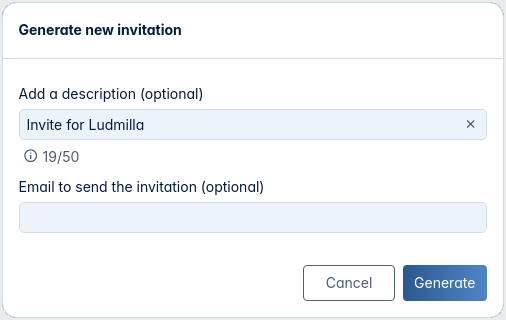 Generate new invitation
Add a description (optional)
Invite for Ludmilla
19/50
Email to send the invitation (optional)
Cancel
Generate